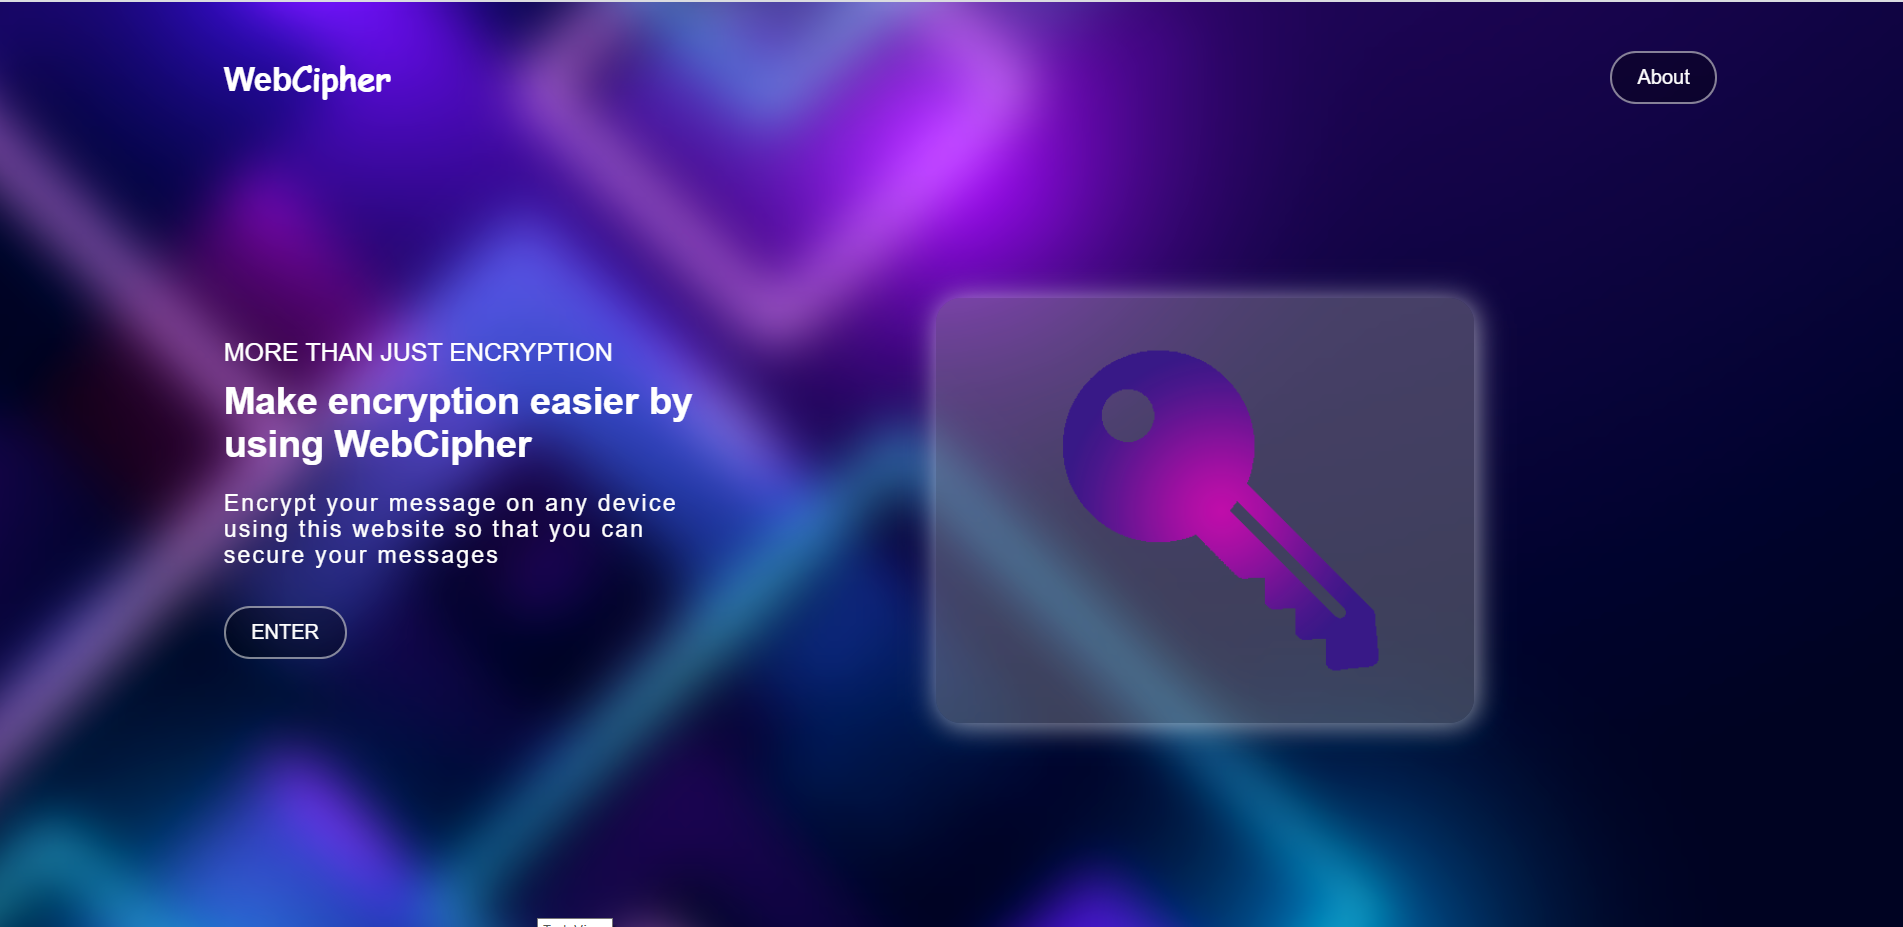 WebCipher
About
MORE THAN JUST ENCRYPTION
Make encryption easier by
using WebCipher
Encrypt your message on any device
using this website so that you can
secure your messages
ENTER